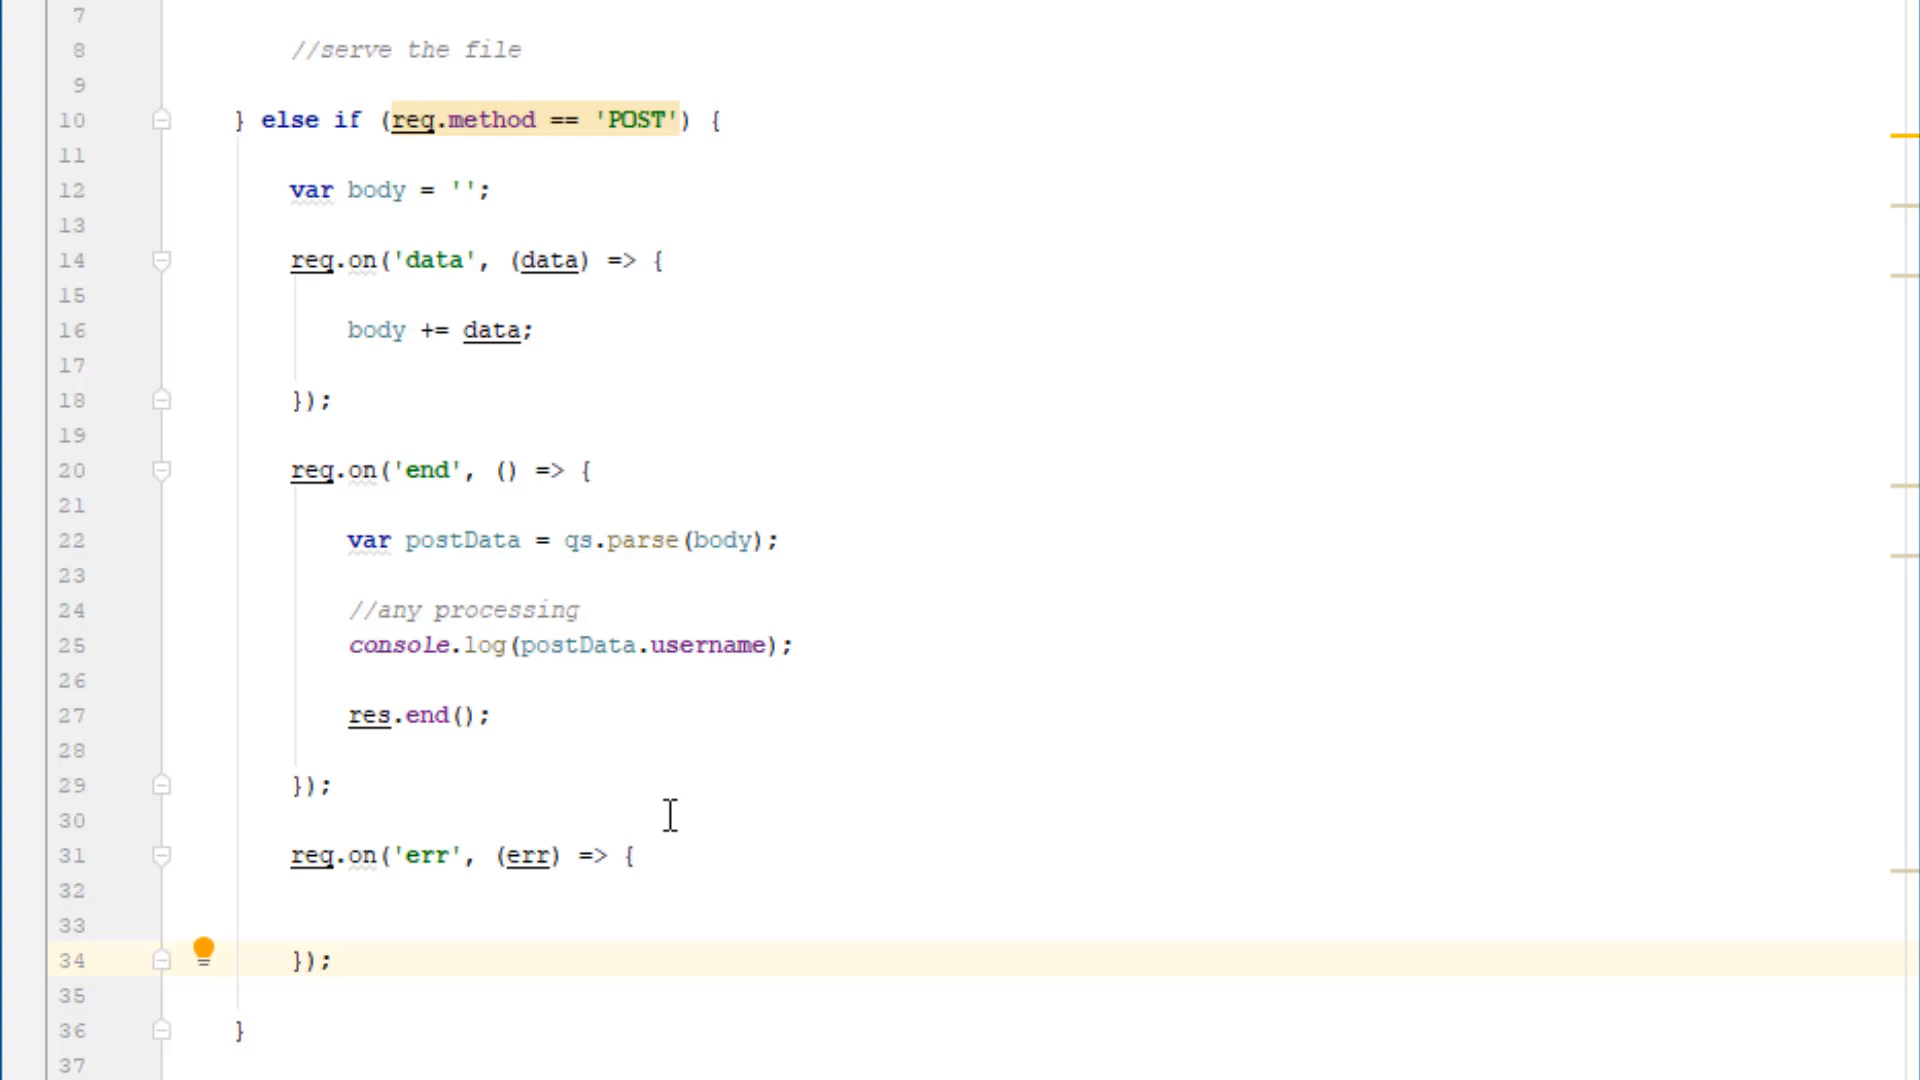 7
8 //serve the file
9
10 } else if (req.method == 'POST') {
11
12 var body = '';
13
14 req.on('data', (data) => {
15
16 body += data;
17
18 });
19
20 req.on('end', () => {
21
22 var postData = qs.parse(body);
23
24 //any processing
25 console.log(postData.username);
26
27 res.end();
28
29 });
30
31 req.on('err', (err) => {
32
33
34 });
35
36 }
37